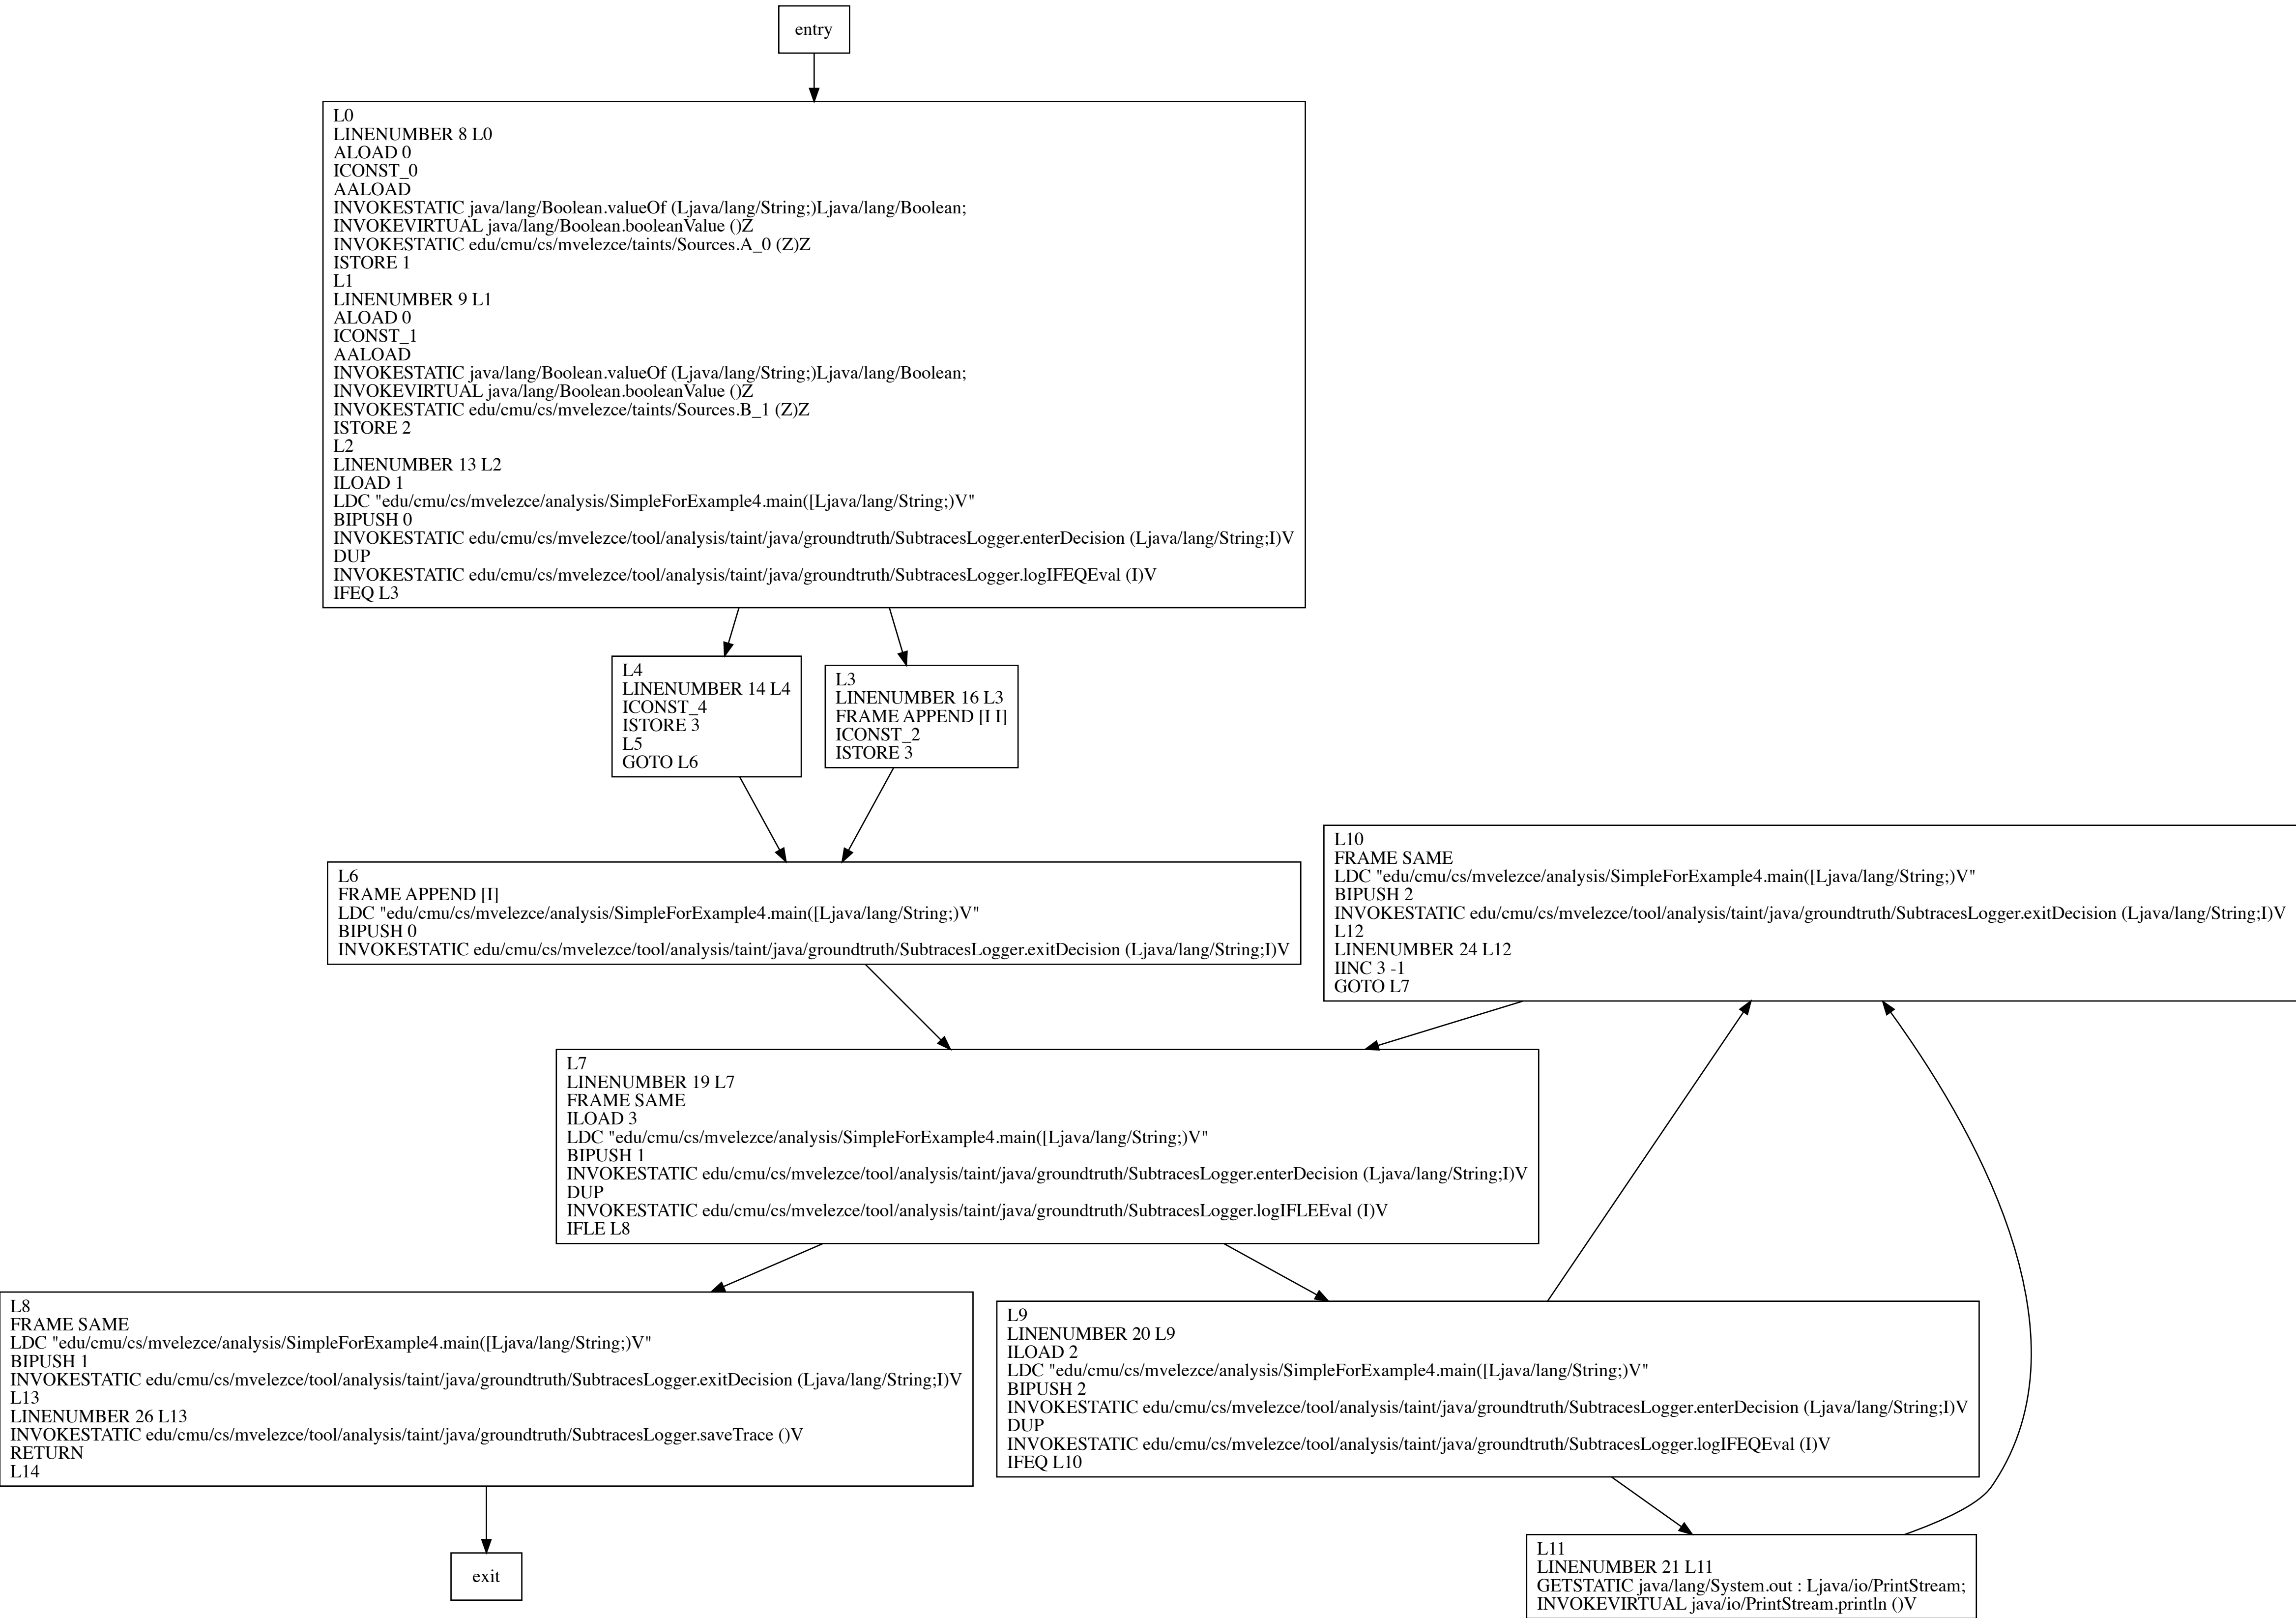 entry
L0
LINENUMBER 8 L0
ALOAD 0
ICONST_0
AALOAD
INVOKESTATIC java/lang/Boolean.valueOf (Ljava/lang/String;)Ljava/lang/Boolean;
INVOKEVIRTUAL java/lang/Boolean.booleanValue ()Z
INVOKESTATIC edu/cmu/cs/mvelezce/taints/Sources.A_0 (Z)Z
ISTORE 1
L1
LINENUMBER 9 L1
ALOAD 0
ICONST_1
AALOAD
INVOKESTATIC java/lang/Boolean.valueOf (Ljava/lang/String;)Ljava/lang/Boolean;
INVOKEVIRTUAL java/lang/Boolean.booleanValue ()Z
INVOKESTATIC edu/cmu/cs/mvelezce/taints/Sources.B_1 (Z)Z
ISTORE 2
L2
LINENUMBER 13 L2
ILOAD 1
LDC "edu/cmu/cs/mvelezce/analysis/SimpleForExample4.main([Ljava/lang/String;)V"
BIPUSH 0
INVOKESTATIC edu/cmu/cs/mvelezce/tool/analysis/taint/java/groundtruth/SubtracesLogger.enterDecision (Ljava/lang/String;I)V
DUP
INVOKESTATIC edu/cmu/cs/mvelezce/tool/analysis/taint/java/groundtruth/SubtracesLogger.logIFEQEval (I)V
IFEQ L3
L4
LINENUMBER 14 L4
ICONST_4
ISTORE 3
L5
GOTO L6
L3
LINENUMBER 16 L3
FRAME APPEND [I I]
ICONST_2
ISTORE 3
L6
FRAME APPEND [I]
LDC "edu/cmu/cs/mvelezce/analysis/SimpleForExample4.main([Ljava/lang/String;)V"
BIPUSH 0
INVOKESTATIC edu/cmu/cs/mvelezce/tool/analysis/taint/java/groundtruth/SubtracesLogger.exitDecision (Ljava/lang/String;I)V
L10
FRAME SAME
LDC "edu/cmu/cs/mvelezce/analysis/SimpleForExample4.main([Ljava/lang/String;)V"
BIPUSH 2
INVOKESTATIC edu/cmu/cs/mvelezce/tool/analysis/taint/java/groundtruth/SubtracesLogger.exitDecision (Ljava/lang/String;I)V
L12
LINENUMBER 24 L12
IINC 3 -1
GOTO L7
L7
LINENUMBER 19 L7
FRAME SAME
ILOAD 3
LDC "edu/cmu/cs/mvelezce/analysis/SimpleForExample4.main([Ljava/lang/String;)V"
BIPUSH 1
INVOKESTATIC edu/cmu/cs/mvelezce/tool/analysis/taint/java/groundtruth/SubtracesLogger.enterDecision (Ljava/lang/String;I)V
DUP
INVOKESTATIC edu/cmu/cs/mvelezce/tool/analysis/taint/java/groundtruth/SubtracesLogger.logIFLEEval (I)V
IFLE L8
L8
FRAME SAME
LDC "edu/cmu/cs/mvelezce/analysis/SimpleForExample4.main([Ljava/lang/String;)V"
BIPUSH 1
INVOKESTATIC edu/cmu/cs/mvelezce/tool/analysis/taint/java/groundtruth/SubtracesLogger.exitDecision (Ljava/lang/String;I)V
L13
LINENUMBER 26 L13
INVOKESTATIC edu/cmu/cs/mvelezce/tool/analysis/taint/java/groundtruth/SubtracesLogger.saveTrace ()V
RETURN
L14
L9
LINENUMBER 20 L9
ILOAD 2
LDC "edu/cmu/cs/mvelezce/analysis/SimpleForExample4.main([Ljava/lang/String;)V"
BIPUSH 2
INVOKESTATIC edu/cmu/cs/mvelezce/tool/analysis/taint/java/groundtruth/SubtracesLogger.enterDecision (Ljava/lang/String;I)V
DUP
INVOKESTATIC edu/cmu/cs/mvelezce/tool/analysis/taint/java/groundtruth/SubtracesLogger.logIFEQEval (I)V
IFEQ L10
exit
L11
LINENUMBER 21 L11
GETSTATIC java/lang/System.out : Ljava/io/PrintStream;
INVOKEVIRTUAL java/io/PrintStream.println ()V